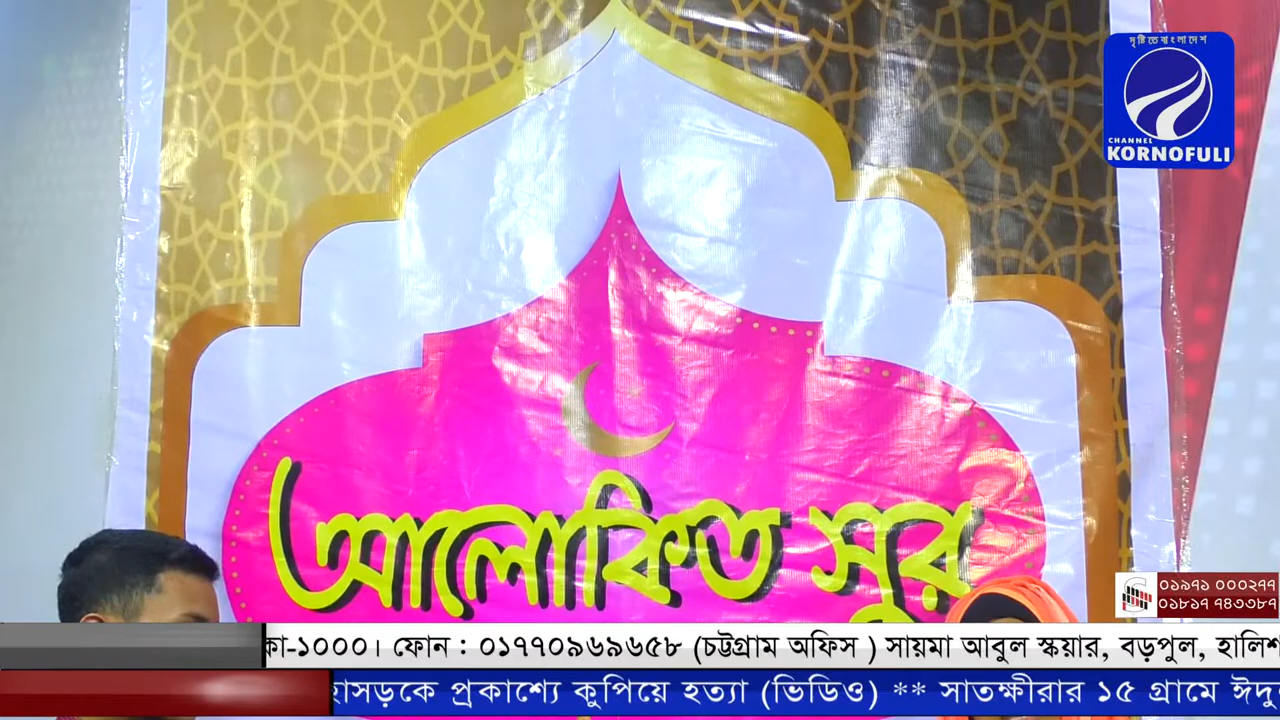 সৃষ্টিতে বাংলাদেশ
CHANNEL
KORNOFULI
আলোকিত সুর
০১৯৭১ ০০০২৭৭
০১৮১৭ ৭৪৩৩৮৭
কা-১০০০। ফোন : ০১৭৭০৯৬৯৬৫৮ (চট্টগ্রাম অফিস ) সায়মা আবুল স্কয়ার, বড়পুল, হালিশ
হাসড়কে প্রকাশ্যে কুপিয়ে হত্যা (ভিডিও) ** সাতক্ষীরার ১৫ গ্রামে ঈদু